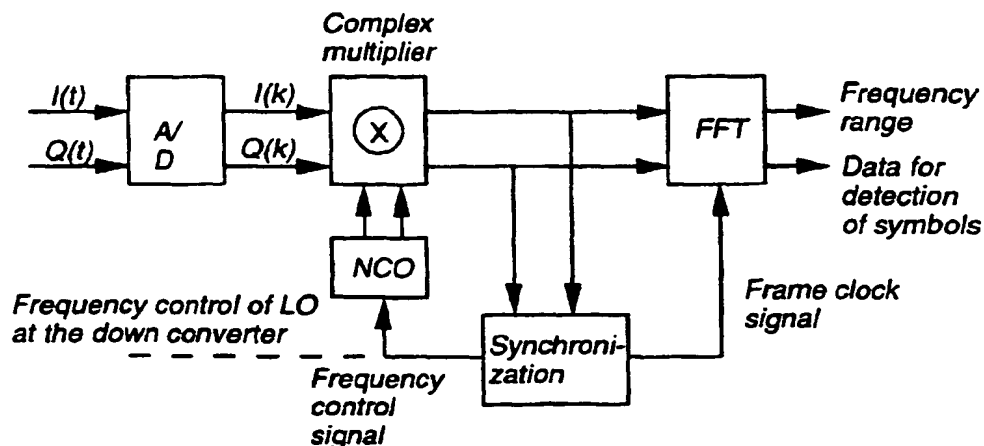 Complex
multiplier
I(t)
I(k)
Q(t)
Q(k)
A/
D
X
FFT
Frequency
range
Data for
detection
of symbols
NCO
Frequency control of LO
at the down converter
Frame clock
signal
Synchroni-
zation
Frequency
control
signal